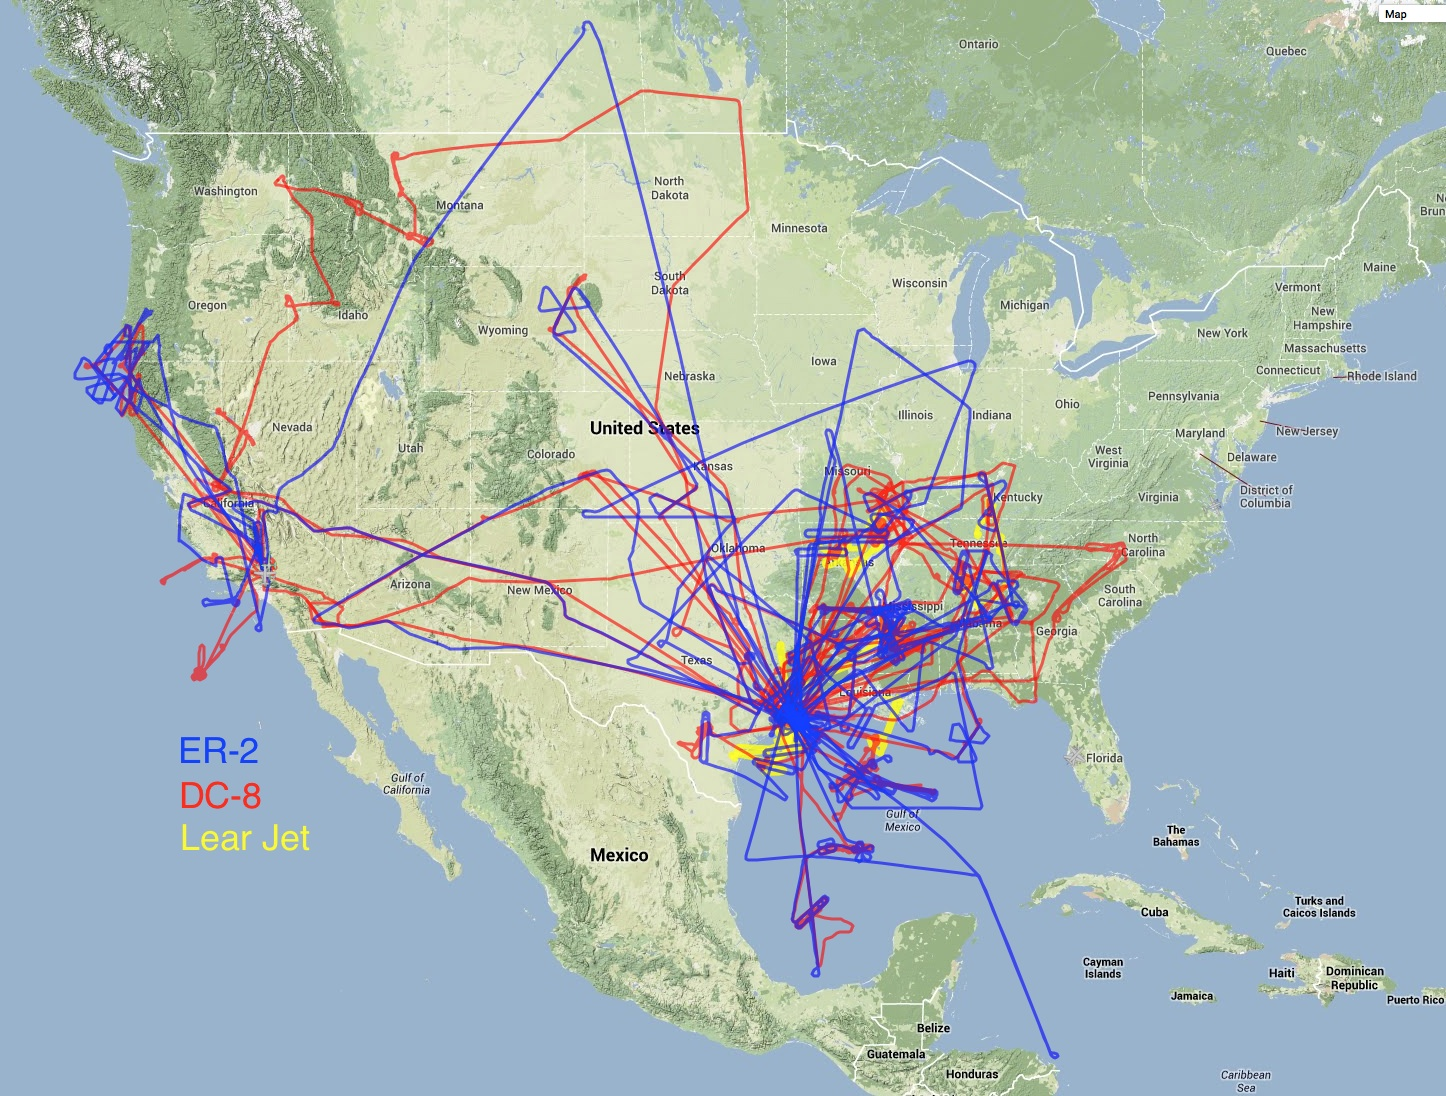 Map
Ontario
Quebec
Washington
Montana
North
Dakota
Minnesota
Maine
Oregon
Idaho
Wyoming
South
Dakota
Wisconsin
Michigan
Vermont
New
Hampshire
New York
Massachusetts
Connecticut
Rhode Island
Nebraska
Iowa
Illinois
Indiana
Ohio
Pennsylvania
New Jersey
Maryland
Delaware
District of
Columbia
West
Virginia
Virginia
Nevada
Utah
Colorado
United States
Kansas
Missouri
Kentucky
California
Arizona
New Mexico
Oklahoma
Tennessee
North
Carolina
South
Carolina
Mississippi
Georgia
Texas
Louisiana
Florida
ER-2
DC-8
Lear Jet
Gulf of
California
Mexico
Gulf of
Mexico
The
Bahamas
Cuba
Turks and
Caicos Islands
Cayman
Islands
Jamaica
Haiti
Dominican
Republic
Puerto Rico
Belize
Guatemala
Honduras
Caribbean
Sea